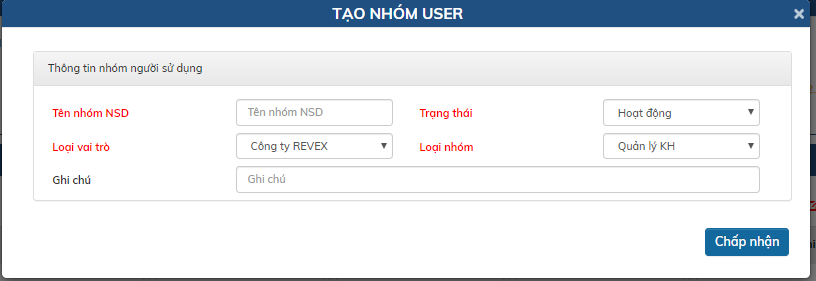 TẠO NHÓM USER
Thông tin nhóm người sử dụng
Tên nhóm NSD Tên nhóm NSD Trạng thái Hoạt động
Loại vai trò Công ty REVEX Loại nhóm Quản lý KH
Ghi chú Ghi chú
Chấp nhận